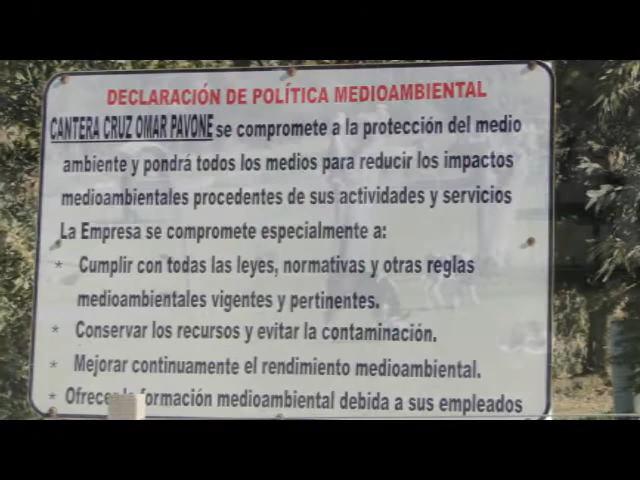 DECLARACIÓN DE POLÍTICA MEDIOAMBIENTAL
CANTERA CRUZ OMAR PAVONE se compromete a la protección del medio
ambiente y pondrá todos los medios para reducir los impactos
medioambientales procedentes de sus actividades y servicios
La Empresa se compromete especialmente a:
* Cumplir con todas las leyes, normativas y otras reglas
medioambientales vigentes y pertinentes.
* Conservar los recursos y evitar la contaminación.
* Mejorar continuamente el rendimiento medioambiental.
* Ofrecer la formación medioambiental debida a sus empleados